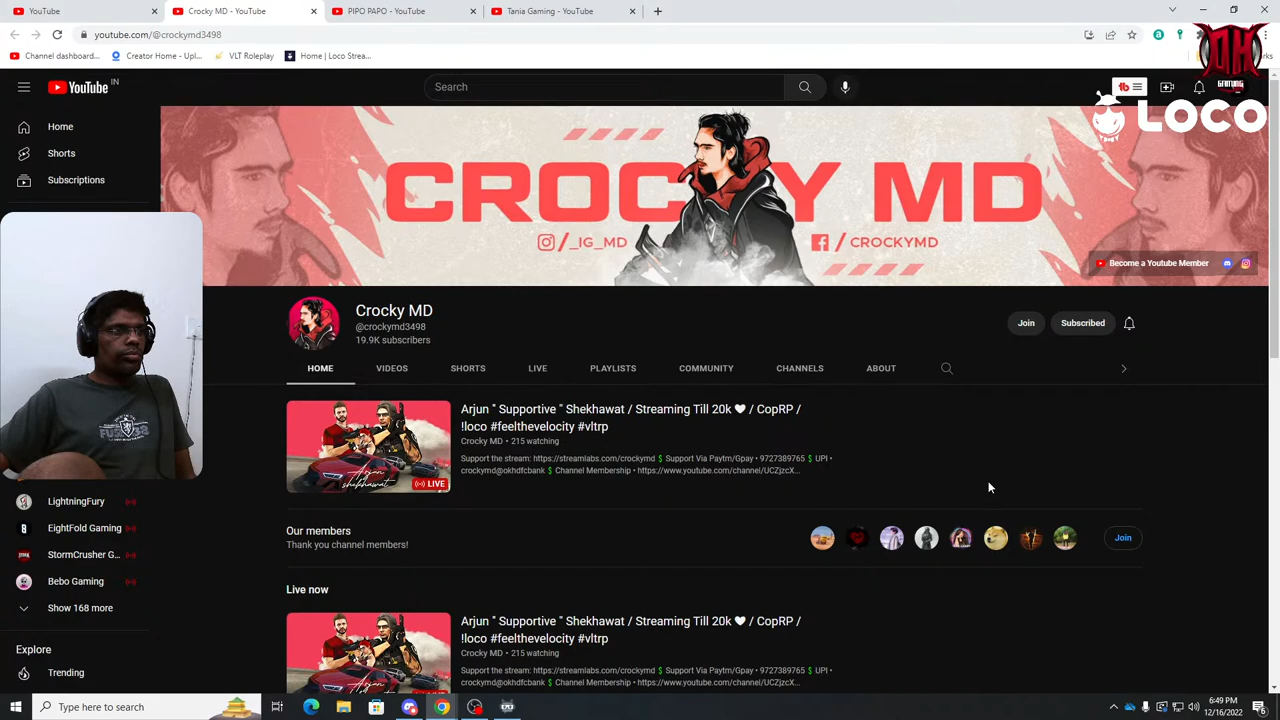 YouTube
Crocky MD - YouTube
PIPO PAPO - YouTube
Tania Gaming - YouTube
youtube.com/@crockymd3498
Channel dashboard...
Creator Home - Upl...
VLT Roleplay
Home | Loco Strea...
YouTube IN
Search
GAMING
LOCO
Home
Shorts
Subscriptions
CROCKY MD
/_IG_MD
/ CROCKYMD
Become a Youtube Member
Crocky MD
@crockymd3498
19.9K subscribers
Join
Subscribed
HOME
VIDEOS
SHORTS
LIVE
PLAYLISTS
COMMUNITY
CHANNELS
ABOUT
Arjun " Supportive " Shekhawat / Streaming Till 20k 🤍 / CopRP /
!loco #feelthevelocity #vltrp
Crocky MD • 215 watching
Support the stream: https://streamlabs.com/crockymd 💲 Support Via Paytm/Gpay • 9727389765 💲 UPI •
crockymd@okhdfcbank 💲 Channel Membership • https://www.youtube.com/channel/UCZjzcX...
Arjun
shekhawat
LIVE
LightningFury
EightFold Gaming
StormCrusher G...
Bebo Gaming
Show 168 more
Explore
Trending
Our members
Thank you channel members!
Join
Live now
Arjun " Supportive " Shekhawat / Streaming Till 20k 🤍 / CopRP /
!loco #feelthevelocity #vltrp
Crocky MD • 215 watching
Support the stream: https://streamlabs.com/crockymd 💲 Support Via Paytm/Gpay • 9727389765 💲 UPI •
crockymd@okhdfcbank 💲 Channel Membership • https://www.youtube.com/channel/UCZjzcX...
Type here to search
6:49 PM
12/16/2022